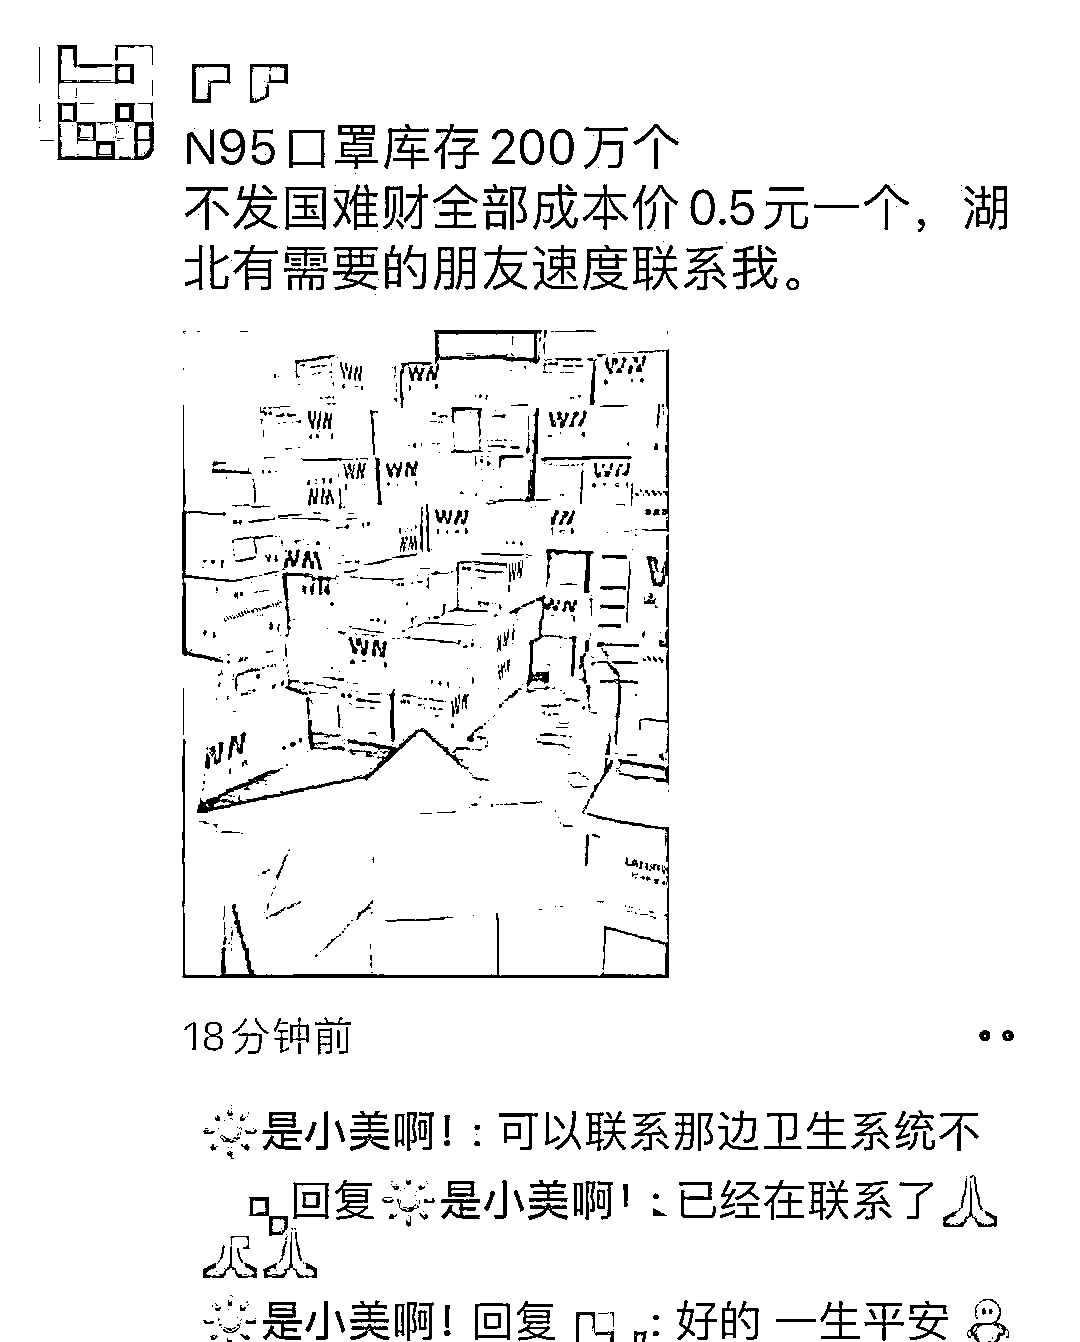 N95口罩库存200万个
不发国难财全部成本价0.5元一个，湖
北有需要的朋友速度联系我。
WN
WN
WN
WN
WN
WN
WN
WN
WN
WN
WN
WN
18分钟前
是小美啊！: 可以联系那边卫生系统不
回复 是小美啊！: 已经在联系了
是小美啊！回复 : 好的 一生平安